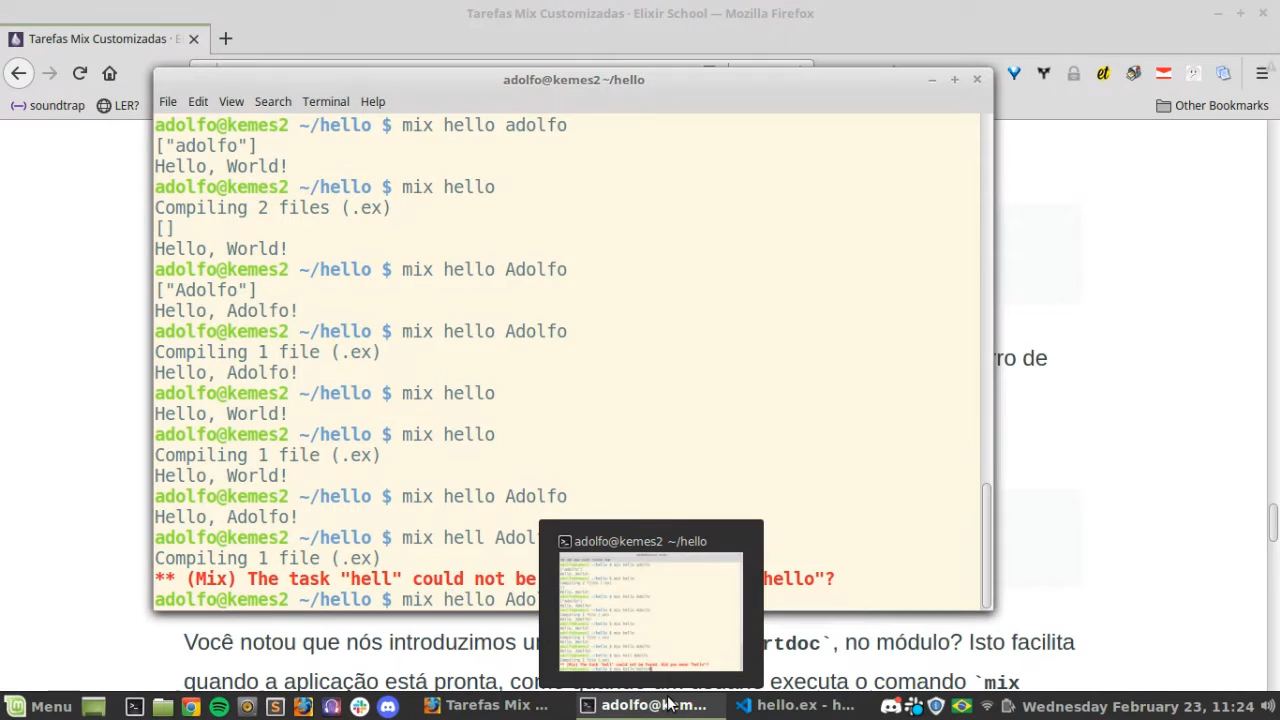 Tarefas Mix Customizadas · Elixir School — Mozilla Firefox
Tarefas Mix Customizadas · El
soundtrap
LER?
Other Bookmarks
adolfo@kemes2 ~/hello
File Edit View Search Terminal Help
adolfo@kemes2 ~/hello $ mix hello adolfo
["adolfo"]
Hello, World!
adolfo@kemes2 ~/hello $ mix hello
Compiling 2 files (.ex)
[]
Hello, World!
adolfo@kemes2 ~/hello $ mix hello Adolfo
["Adolfo"]
Hello, Adolfo!
adolfo@kemes2 ~/hello $ mix hello Adolfo
Compiling 1 file (.ex)
Hello, Adolfo!
adolfo@kemes2 ~/hello $ mix hello
Hello, World!
adolfo@kemes2 ~/hello $ mix hello
Compiling 1 file (.ex)
Hello, World!
adolfo@kemes2 ~/hello $ mix hello Adolfo
Hello, Adolfo!
adolfo@kemes2 ~/hello $ mix hell Adol
Compiling 1 file (.ex)
** (Mix) The task "hell" could not be hello"?
adolfo@kemes2 ~/hello $ mix hello Ado
rro de
adolfo@kemes2 ~/hello
Você notou que nós introduzimos u rtdoc`, no módulo? Isto facilita
quando a aplicação está pronta, co executa o comando `mix
Menu
Tarefas Mix ...
adolfo@kem...
hello.ex - h...
Wednesday February 23, 11:24